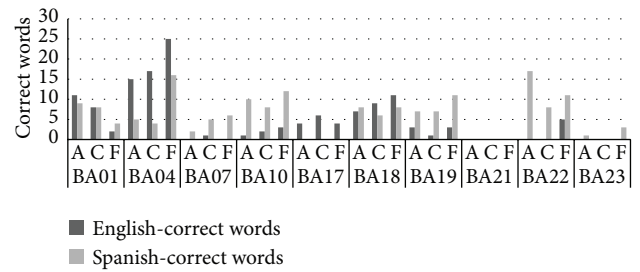 30
25
20
15
10
5
0
Correct words
A C F A C F A C F A C F A C F A C F A C F A C F A C F A C F
BA01 BA04 BA07 BA10 BA17 BA18 BA19 BA21 BA22 BA23
English-correct words
Spanish-correct words